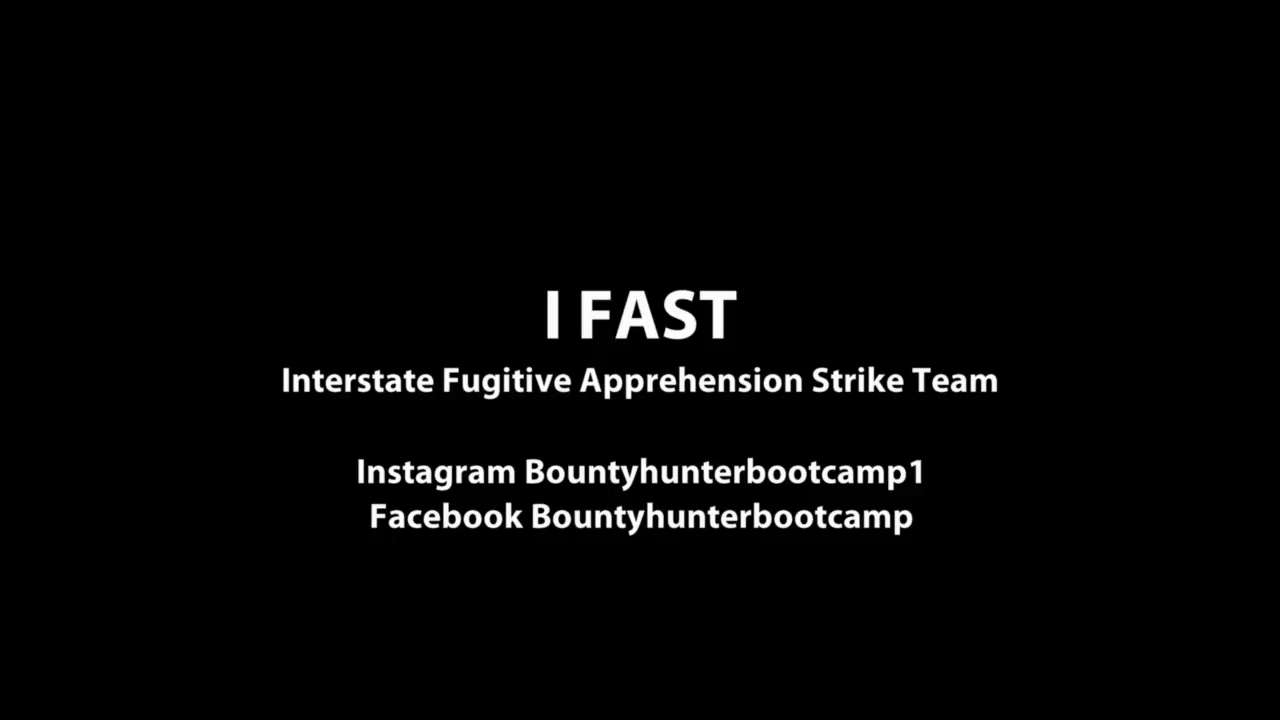 I FAST
Interstate Fugitive Apprehension Strike Team
Instagram Bountyhunterbootcamp1
Facebook Bountyhunterbootcamp